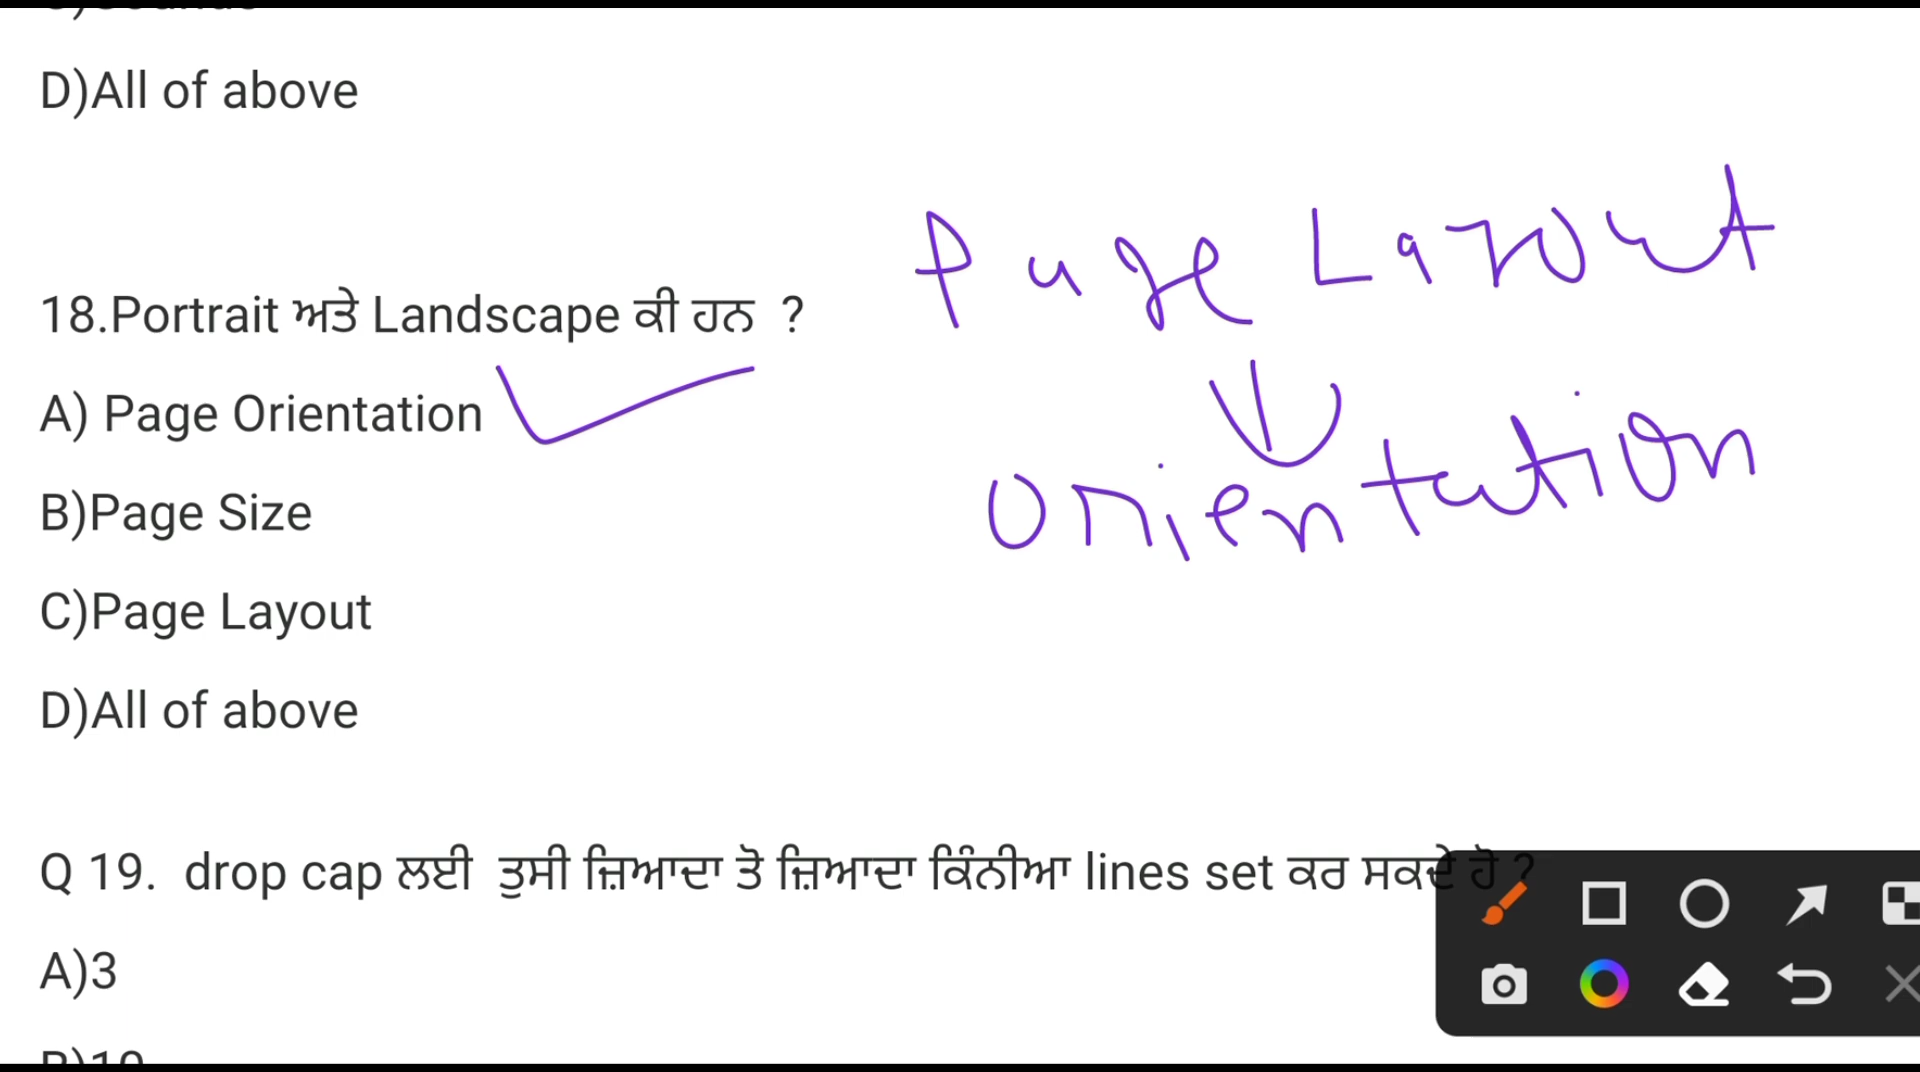 D)All of above
Page Layout
18.Portrait ਅਤੇ Landscape ਕੀ ਹਨ ?
A) Page Orientation
Orientation
B)Page Size
C)Page Layout
D)All of above
Q 19. drop cap ਲਈ ਤੁਸੀ ਜ਼ਿਆਦਾ ਤੋ ਜ਼ਿਆਦਾ ਕਿੰਨੀਆ lines set ਕਰ ਸਕਦੇ ਹੋ ?
A)3
B)10